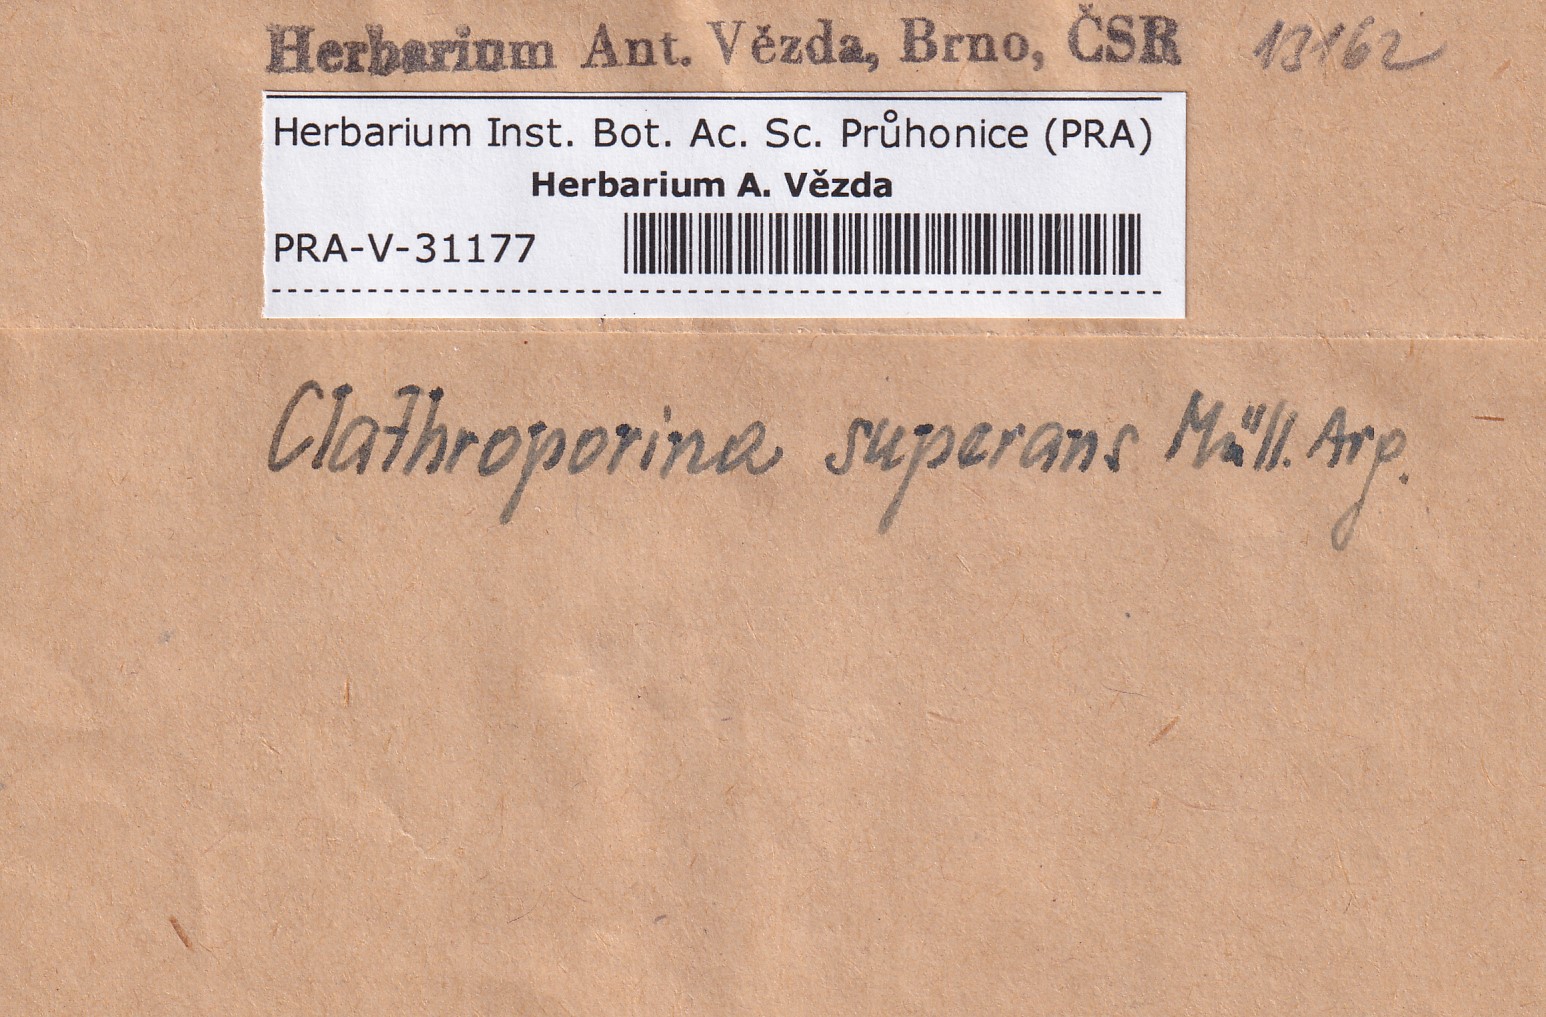 Herbarium Ant. Vězda, Brno, ČSR 13162
Herbarium Inst. Bot. Ac. Sc. Průhonice (PRA)
Herbarium A. Vězda
PRA-V-31177
Clathroporina superans Müll. Arg.